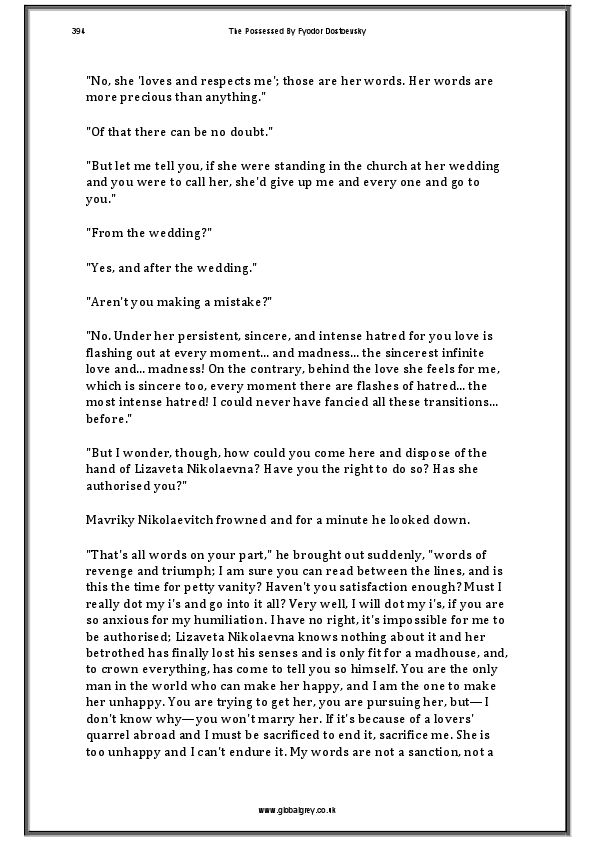 394
The Possessed By Fyodor Dostoevsky
"No, she 'loves and respects me'; those are her words. Her words are
more precious than anything."
"Of that there can be no doubt."
"But let me tell you, if she were standing in the church at her wedding
and you were to call her, she'd give up me and every one and go to
you."
"From the wedding?"
"Yes, and after the wedding."
"Aren't you making a mistake?"
"No. Under her persistent, sincere, and intense hatred for you love is
flashing out at every moment... and madness... the sincerest infinite
love and... madness! On the contrary, behind the love she feels for me,
which is sincere too, every moment there are flashes of hatred... the
most intense hatred! I could never have fancied all these transitions...
before."
"But I wonder, though, how could you come here and dispose of the
hand of Lizaveta Nikolaevna? Have you the right to do so? Has she
authorised you?"
Mavriky Nikolaevitch frowned and for a minute he looked down.
"That's all words on your part," he brought out suddenly, "words of
revenge and triumph; I am sure you can read between the lines, and is
this the time for petty vanity? Haven't you satisfaction enough? Must I
really dot my i's and go into it all? Very well, I will dot my i's, if you are
so anxious for my humiliation. I have no right, it's impossible for me to
be authorised; Lizaveta Nikolaevna knows nothing about it and her
betrothed has finally lost his senses and is only fit for a madhouse, and,
to crown everything, has come to tell you so himself. You are the only
man in the world who can make her happy, and I am the one to make
her unhappy. You are trying to get her, you are pursuing her, but—I
don't know why—you won't marry her. If it's because of a lovers'
quarrel abroad and I must be sacrificed to end it, sacrifice me. She is
too unhappy and I can't endure it. My words are not a sanction, not a
www.globalgrey.co.uk